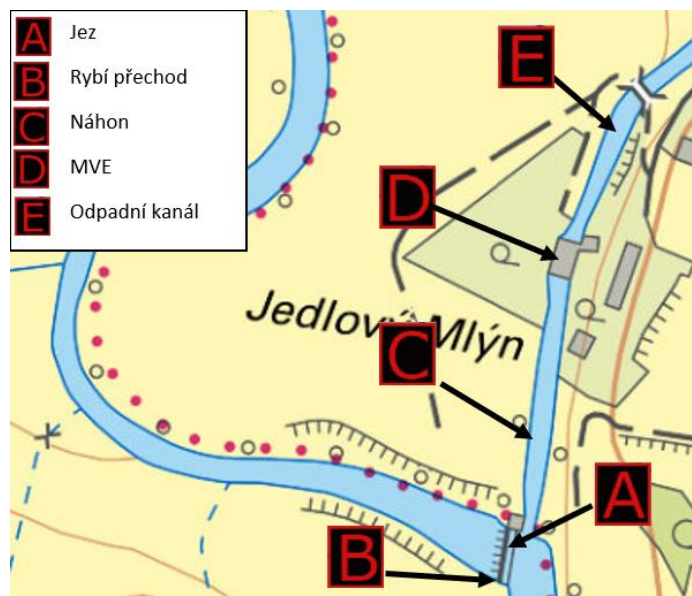 A Jez
B Rybí přechod
C Náhon
D MVE
E Odpadní kanál
E
D
Jedlový Mlýn
C
A
B